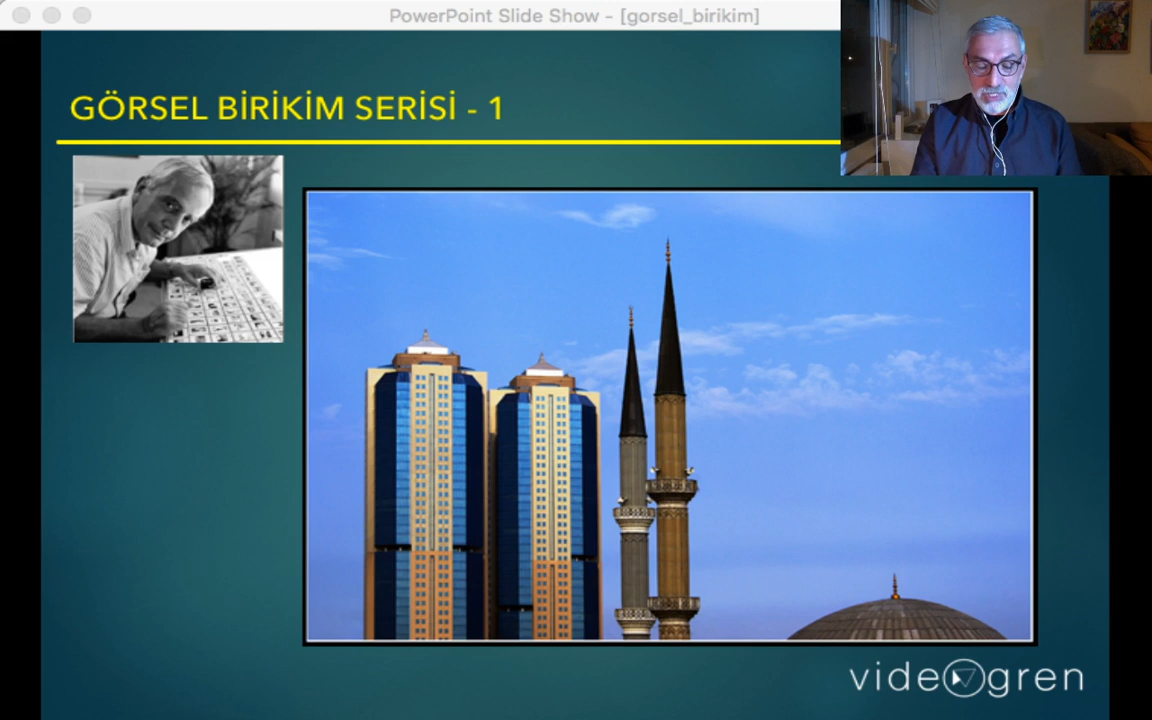 PowerPoint Slide Show - [gorsel_birikim]
GÖRSEL BİRİKİM SERİSİ - 1
videogren